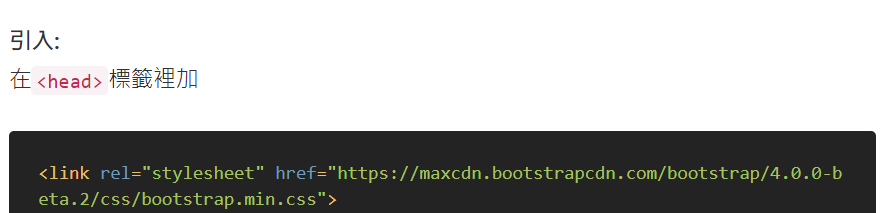 引入:
在<head>標籤裡加
<link rel="stylesheet" href="https://maxcdn.bootstrapcdn.com/bootstrap/4.0.0-b
eta.2/css/bootstrap.min.css">